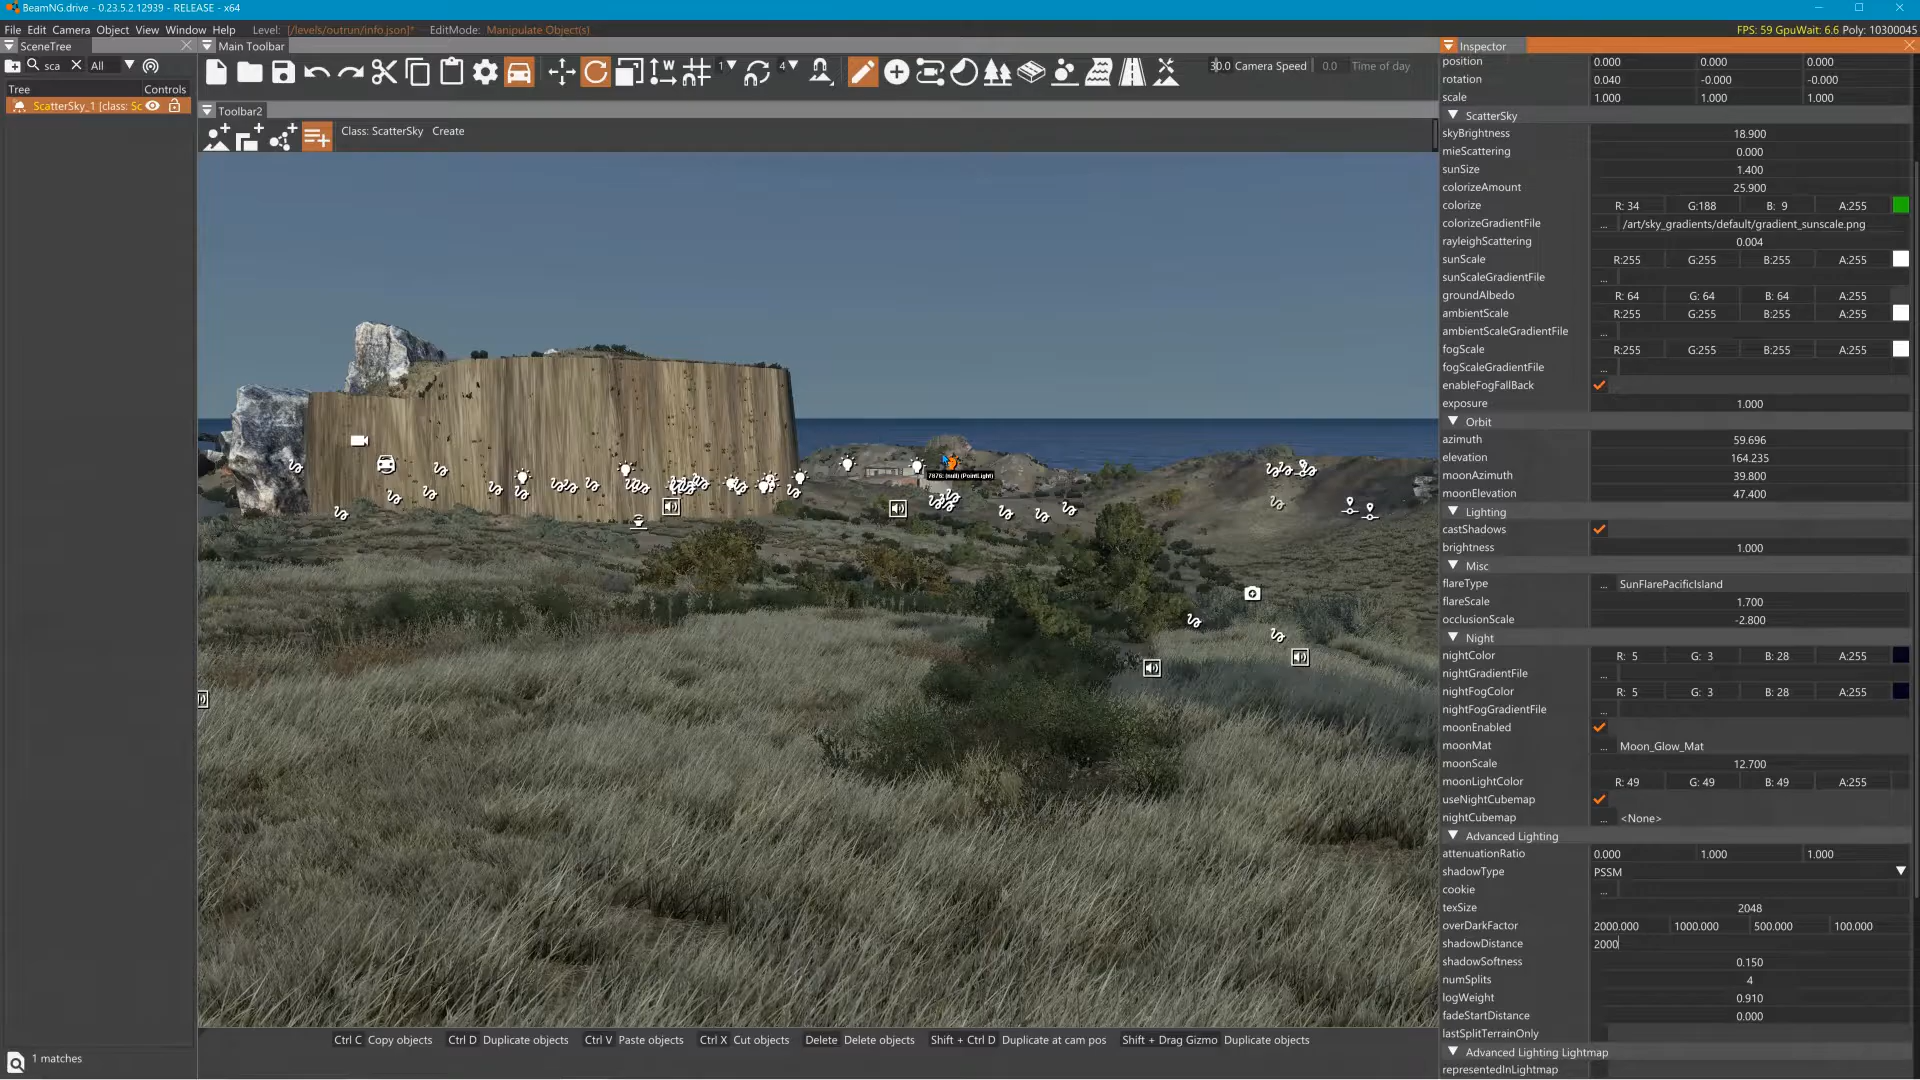 BeamNG.drive - 0.23.5.2.12939 - RELEASE - x64
File Edit Camera Object View Window Help Level: [/levels/outrun/info.json]* EditMode: Manipulate Object(s)
FPS: 59 GpuWait: 6.6 Poly: 10300045
SceneTree
Main Toolbar
Inspector
sca All
1
4
30.0 Camera Speed 0.0 Time of day
Tree Controls
ScatterSky_1 [class: Sc
Toolbar2
Class: ScatterSky Create
position 0.000 0.000 0.000
rotation 0.040 -0.000 -0.000
scale 1.000 1.000 1.000
ScatterSky
skyBrightness 18.900
mieScattering 0.000
sunSize 1.400
colorizeAmount 25.900
colorize R: 34 G:188 B: 9 A:255
colorizeGradientFile ... /art/sky_gradients/default/gradient_sunscale.png
rayleighScattering 0.004
sunScale R:255 G:255 B:255 A:255
sunScaleGradientFile ...
groundAlbedo R: 64 G: 64 B: 64 A:255
ambientScale R:255 G:255 B:255 A:255
ambientScaleGradientFile ...
fogScale R:255 G:255 B:255 A:255
fogScaleGradientFile ...
enableFogFallBack
exposure 1.000
Orbit
azimuth 59.696
elevation 164.235
moonAzimuth 39.800
moonElevation 47.400
Lighting
castShadows
brightness 1.000
Misc
flareType ... SunFlarePacificIsland
flareScale 1.700
occlusionScale -2.800
Night
nightColor R: 5 G: 3 B: 28 A:255
nightGradientFile ...
nightFogColor R: 5 G: 3 B: 28 A:255
nightFogGradientFile ...
moonEnabled
moonMat ... Moon_Glow_Mat
moonScale 12.700
moonLightColor R: 49 G: 49 B: 49 A:255
useNightCubemap
nightCubemap ... <None>
Advanced Lighting
attenuationRatio 0.000 1.000 1.000
shadowType PSSM
cookie ...
texSize 2048
overDarkFactor 2000.000 1000.000 500.000 100.000
shadowDistance 2000
shadowSoftness 0.150
numSplits 4
logWeight 0.910
fadeStartDistance 0.000
lastSplitTerrainOnly
Advanced Lighting Lightmap
representedInLightmap
7876: (null) (PointLight)
Ctrl C Copy objects Ctrl D Duplicate objects Ctrl V Paste objects Ctrl X Cut objects Delete Delete objects Shift + Ctrl D Duplicate at cam pos Shift + Drag Gizmo Duplicate objects
1 matches